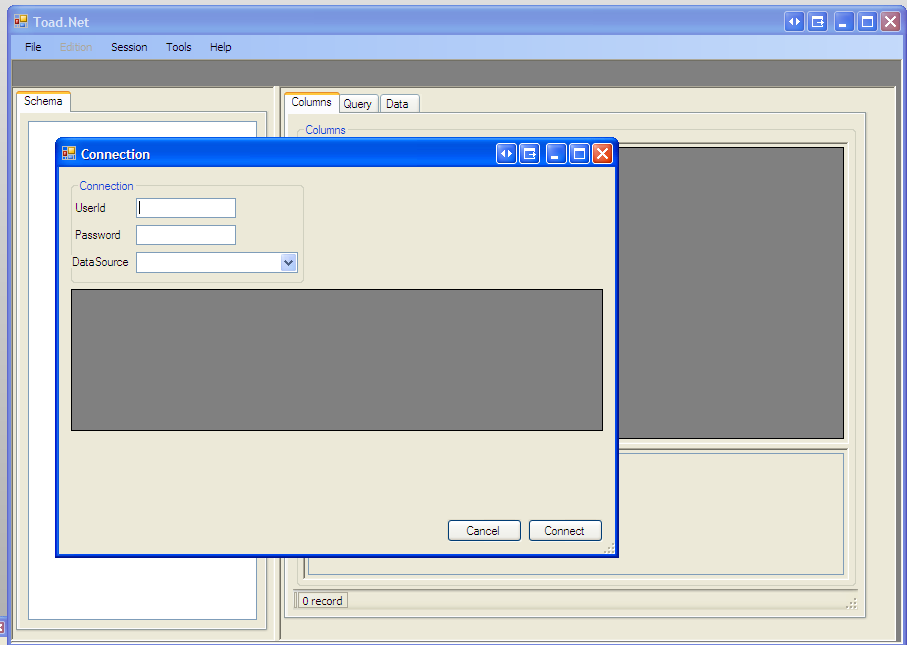 Toad.Net
File Edition Session Tools Help
Schema
Columns Query Data
Columns
Connection
Connection
UserId
Password
DataSource
Cancel Connect
0 record